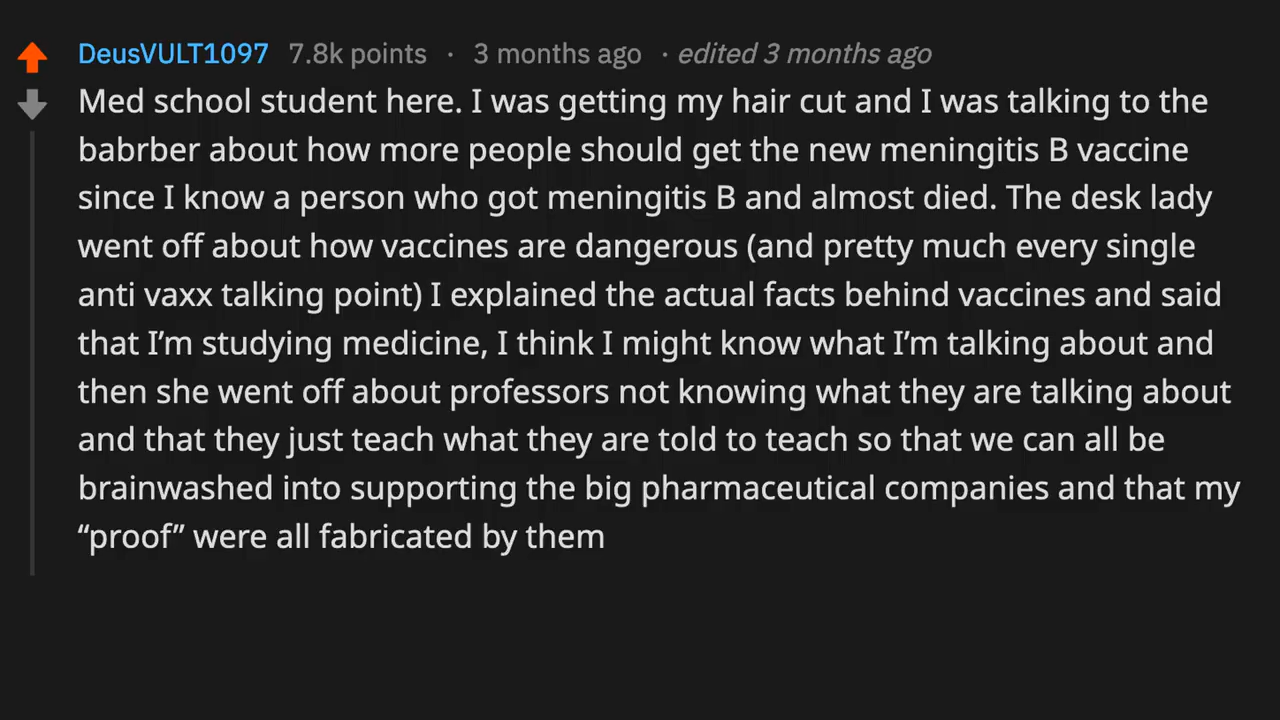 DeusVULT1097 7.8k points · 3 months ago · edited 3 months ago
Med school student here. I was getting my hair cut and I was talking to the
babrber about how more people should get the new meningitis B vaccine
since I know a person who got meningitis B and almost died. The desk lady
went off about how vaccines are dangerous (and pretty much every single
anti vaxx talking point) I explained the actual facts behind vaccines and said
that I’m studying medicine, I think I might know what I’m talking about and
then she went off about professors not knowing what they are talking about
and that they just teach what they are told to teach so that we can all be
brainwashed into supporting the big pharmaceutical companies and that my
“proof” were all fabricated by them